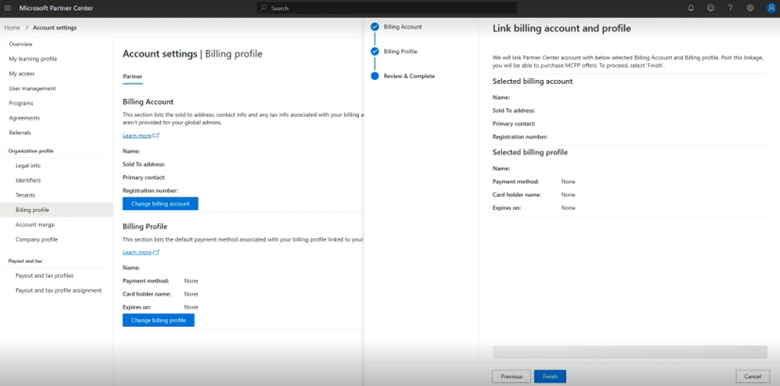 Microsoft Partner Center
Search
Home > Account settings
Overview
My learning profile
My access
User management
Programs
Agreements
Referrals
Organization profile
Legal info
Identifiers
Tenants
Billing profile
Account merge
Company profile
Payout and tax
Payout and tax profiles
Payout and tax profile assignment
Account settings | Billing profile
Partner
Billing Account
This section lists the sold to address, contact info and any tax info associated with your billing a
aren't provided for your global admins.
Learn more
Name:
Sold To address:
Primary contact:
Registration number:
Change billing account
Billing Profile
This section lists the default payment method associated with your billing profile linked to your
Learn more
Name:
Payment method: None
Card holder name: None
Expires on: None
Change billing profile
Billing Account
Billing Profile
Review & Complete
Link billing account and profile
We will link Partner Center account with below selected Billing Account and Billing profile. Post this linkage,
you will be able to purchase MCPP offers. To proceed, select 'Finish'.
Selected billing account
Name:
Sold To address:
Primary contact:
Registration number:
Selected billing profile
Name:
Payment method: None
Card holder name: None
Expires on: None
Previous
Finish
Cancel